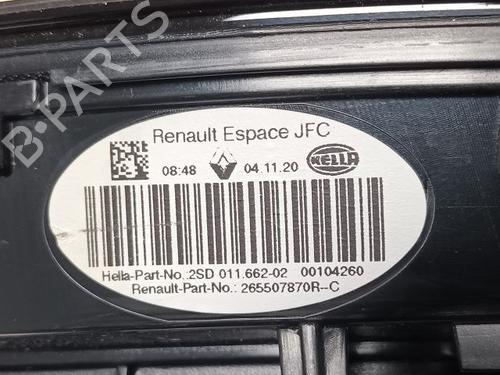 B-PARTS
Renault Espace JFC
08:48 04.11.20 HELLA
Hella-Part-No.:2SD 011.662-02 00104260
Renault-Part-No.: 265507870R--C